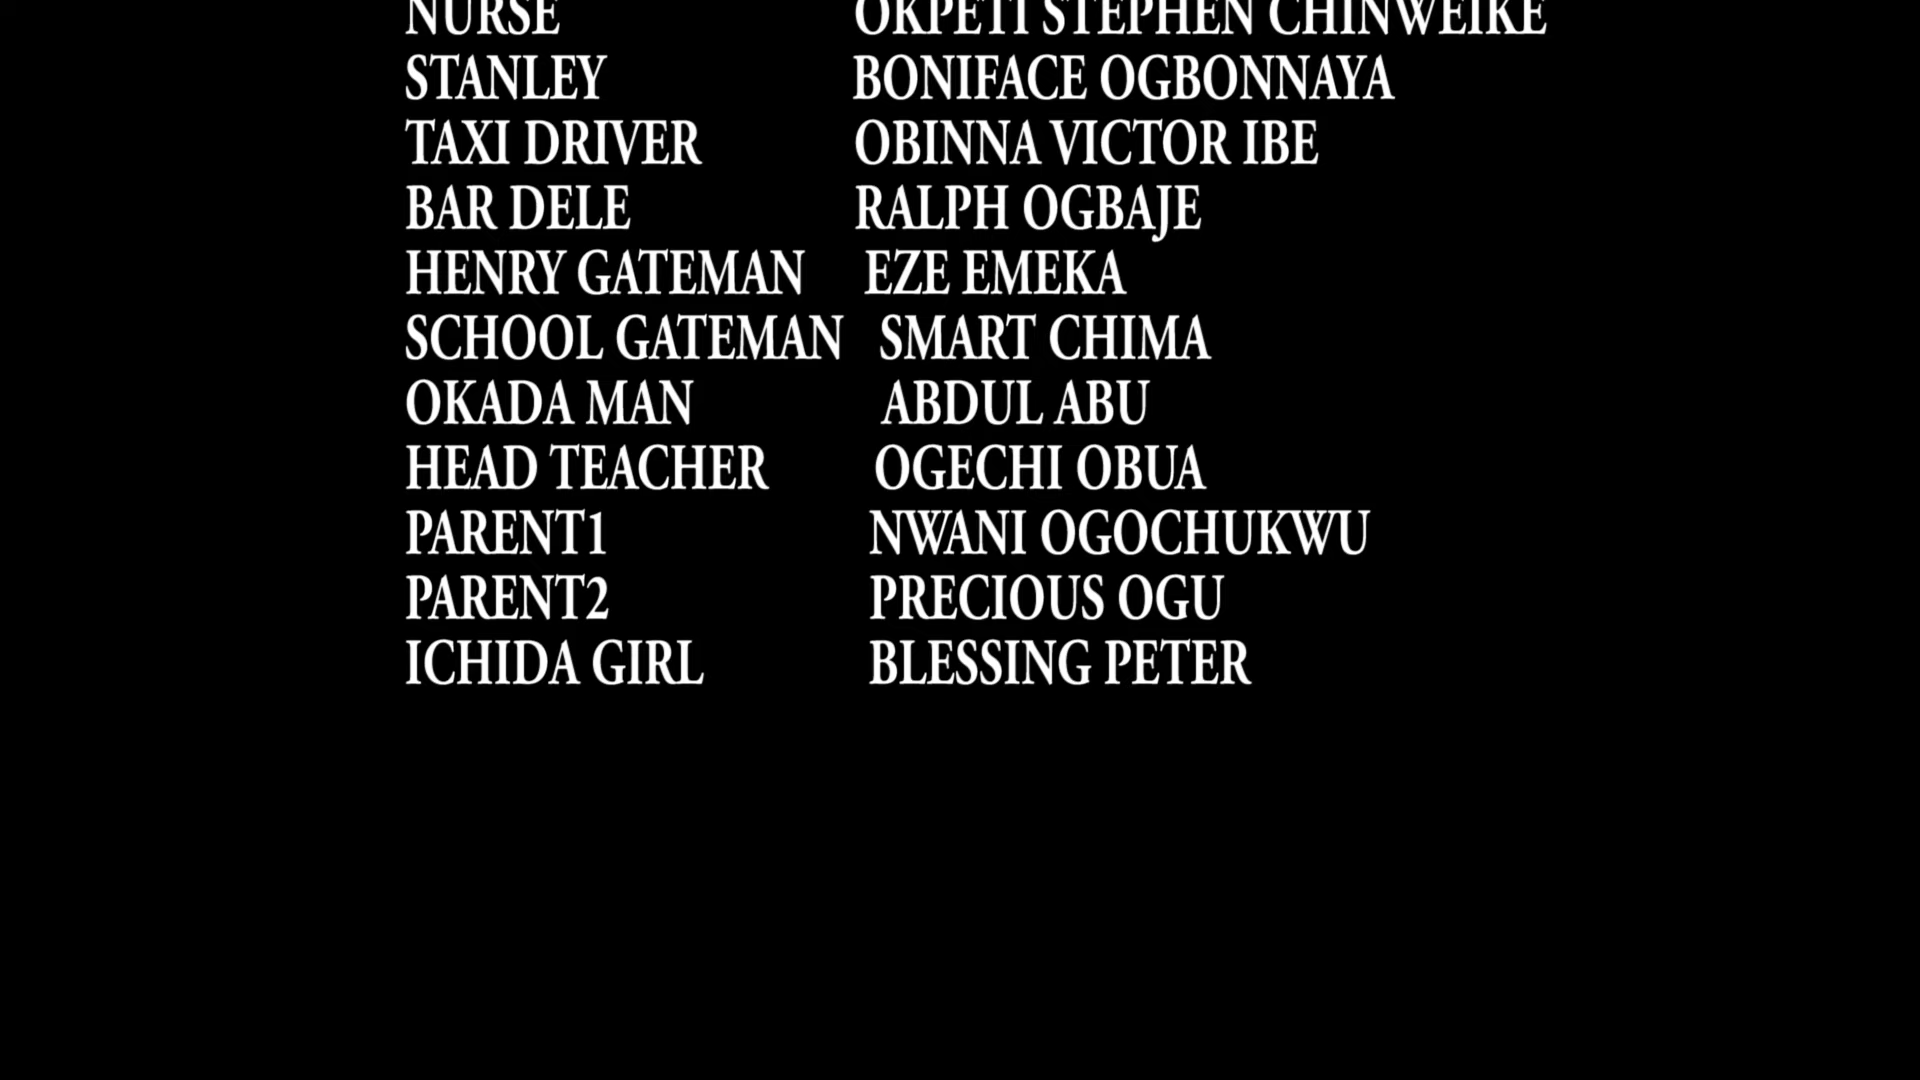 NURSE OKPETI STEPHEN CHINWEIKE
STANLEY BONIFACE OGBONNAYA
TAXI DRIVER OBINNA VICTOR IBE
BAR DELE RALPH OGBAJE
HENRY GATEMAN EZE EMEKA
SCHOOL GATEMAN SMART CHIMA
OKADA MAN ABDUL ABU
HEAD TEACHER OGECHI OBUA
PARENT1 NWANI OGOCHUKWU
PARENT2 PRECIOUS OGU
ICHIDA GIRL BLESSING PETER